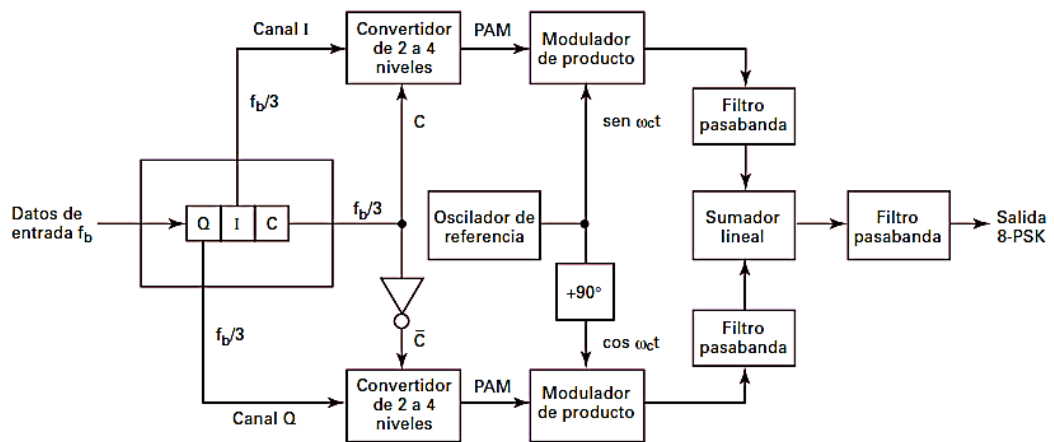 Canal I
Convertidor
de 2 a 4
niveles
PAM
Modulador
de producto
Filtro
pasabanda
f_b/3
C
sen ω_ct
Datos de
entrada f_b
Q I C
f_b/3
Oscilador de
referencia
Sumador
lineal
Filtro
pasabanda
Salida
8-PSK
+90°
f_b/3
C̄
cos ω_ct
Filtro
pasabanda
Canal Q
Convertidor
de 2 a 4
niveles
PAM
Modulador
de producto